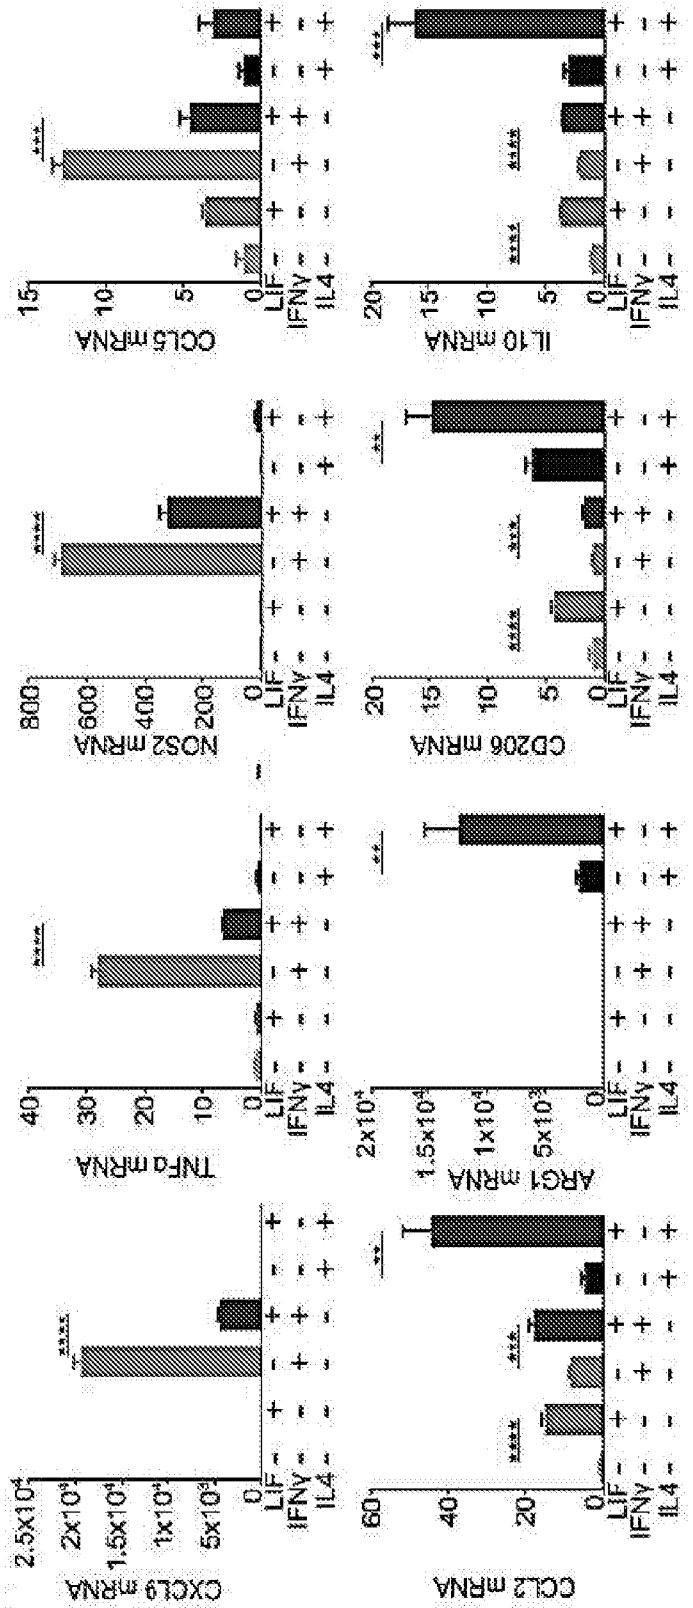 CXCL9 mRNA
2.5x10⁴
2x10⁴
1.5x10⁴
1x10⁴
5x10³
0
****
LIF - + - + - +
IFNγ - - + + - -
IL4 - - - - + +
TNFα mRNA
40
30
20
10
0
****
LIF - + - + - +
IFNγ - - + + - -
IL4 - - - - + +
NOS2 mRNA
800
600
400
200
0
****
LIF - + - + - +
IFNγ - - + + - -
IL4 - - - - + +
CCL5 mRNA
15
10
5
0
***
LIF - + - + - +
IFNγ - - + + - -
IL4 - - - - + +
CCL2 mRNA
60
40
20
0
**** *** **
LIF - + - + - +
IFNγ - - + + - -
IL4 - - - - + +
ARG1 mRNA
2x10⁴
1.5x10⁴
1x10⁴
5x10³
0
**
LIF - + - + - +
IFNγ - - + + - -
IL4 - - - - + +
CD206 mRNA
20
15
10
5
0
**** *** **
LIF - + - + - +
IFNγ - - + + - -
IL4 - - - - + +
IL10 mRNA
20
15
10
5
0
**** **** ***
LIF - + - + - +
IFNγ - - + + - -
IL4 - - - - + +